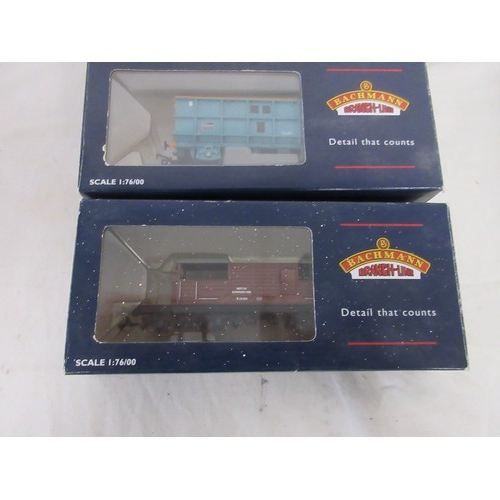 BACHMANN
BRANCH-LINE
Detail that counts
SCALE 1:76/00
BACHMANN
BRANCH-LINE
Detail that counts
SCALE 1:76/00